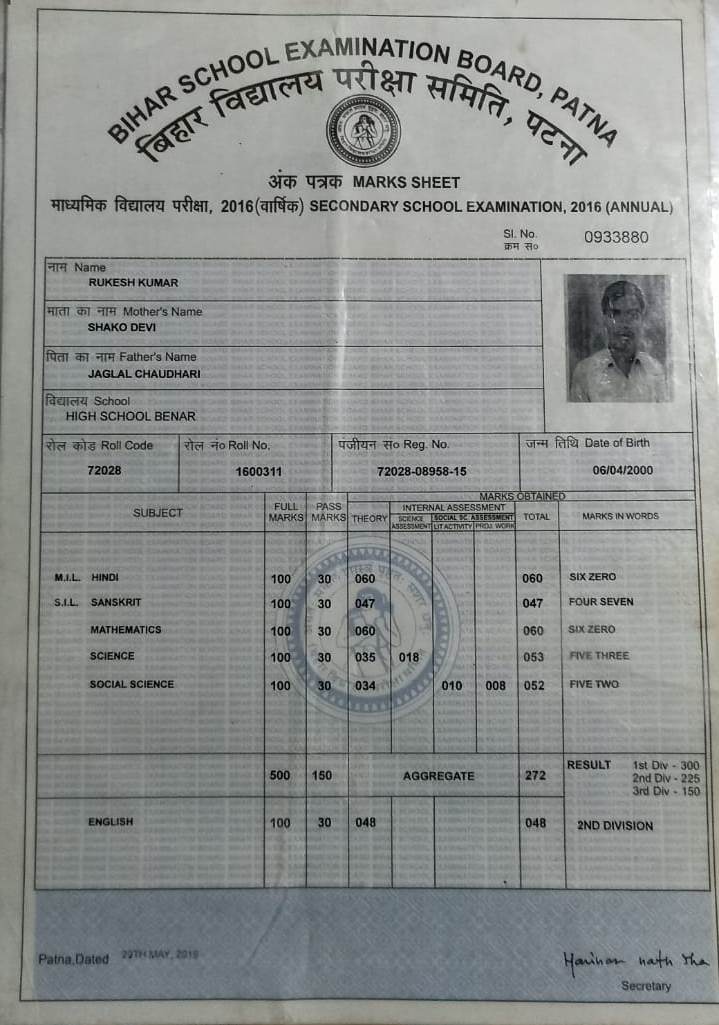 BIHAR SCHOOL EXAMINATION BOARD, PATNA
बिहार विद्यालय परीक्षा समिति, पटना
अंक पत्रक MARKS SHEET
माध्यमिक विद्यालय परीक्षा, 2016(वार्षिक) SECONDARY SCHOOL EXAMINATION, 2016 (ANNUAL)
Sl. No. 0933880
क्रम स०
नाम Name
RUKESH KUMAR
माता का नाम Mother's Name
SHAKO DEVI
पिता का नाम Father's Name
JAGLAL CHAUDHARI
विद्यालय School
HIGH SCHOOL BENAR
रोल कोड Roll Code रोल नं० Roll No. पंजीयन स० Reg. No. जन्म तिथि Date of Birth
72028 1600311 72028-08958-15 06/04/2000
MARKS OBTAINED
SUBJECT FULL MARKS PASS MARKS THEORY INTERNAL ASSESSMENT TOTAL MARKS IN WORDS
SCIENCE ASSESSMENT SOCIAL SC. ASSESSMENT
LIT ACTIVITY PROJ. WORK
M.I.L. HINDI 100 30 060 060 SIX ZERO
S.I.L. SANSKRIT 100 30 047 047 FOUR SEVEN
MATHEMATICS 100 30 060 060 SIX ZERO
SCIENCE 100 30 035 018 053 FIVE THREE
SOCIAL SCIENCE 100 30 034 010 008 052 FIVE TWO
500 150 AGGREGATE 272 RESULT 1st Div - 300
2nd Div - 225
3rd Div - 150
ENGLISH 100 30 048 048 2ND DIVISION
Patna,Dated 29TH MAY, 2016
Harihar nath Jha
Secretary